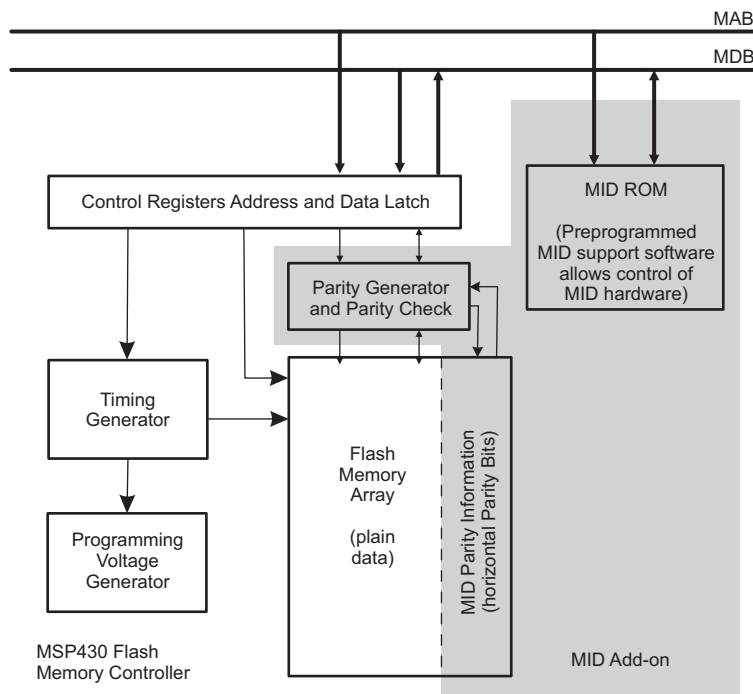 MAB
MDB
Control Registers Address and Data Latch
MID ROM
(Preprogrammed
MID support software
allows control of
MID hardware)
Parity Generator
and Parity Check
Timing
Generator
Flash
Memory
Array
(plain
data)
MID Parity Information
(horizontal Parity Bits)
Programming
Voltage
Generator
MSP430 Flash
Memory Controller
MID Add-on